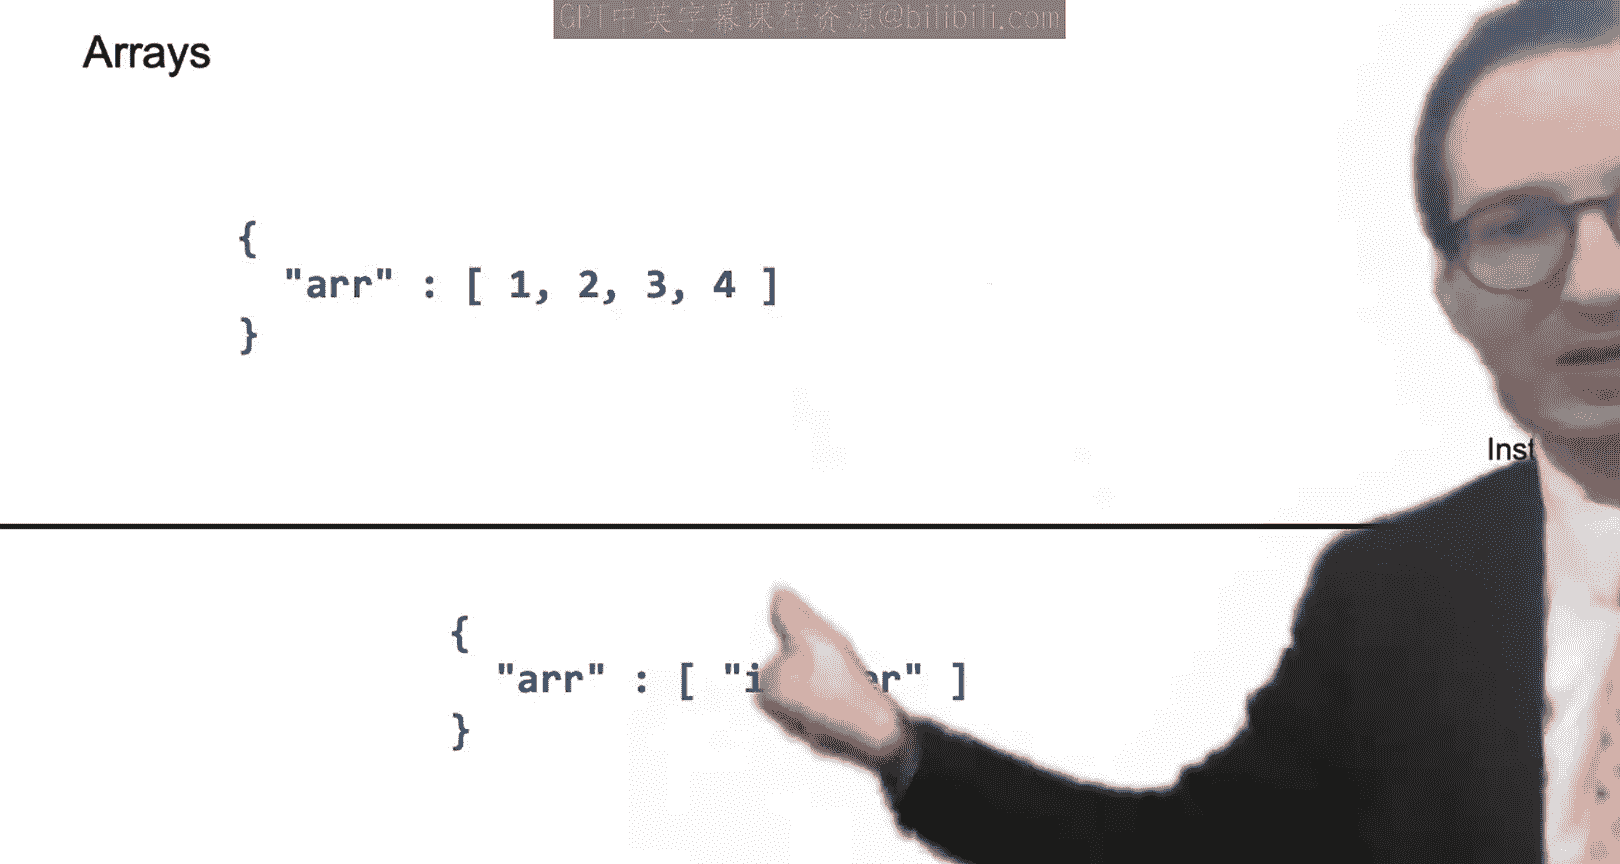 GPT中英字幕课程资源@bilibili.com
Arrays
{
"arr" : [ 1, 2, 3, 4 ]
}
Inst
{
"arr" : [ "i er" ]
}